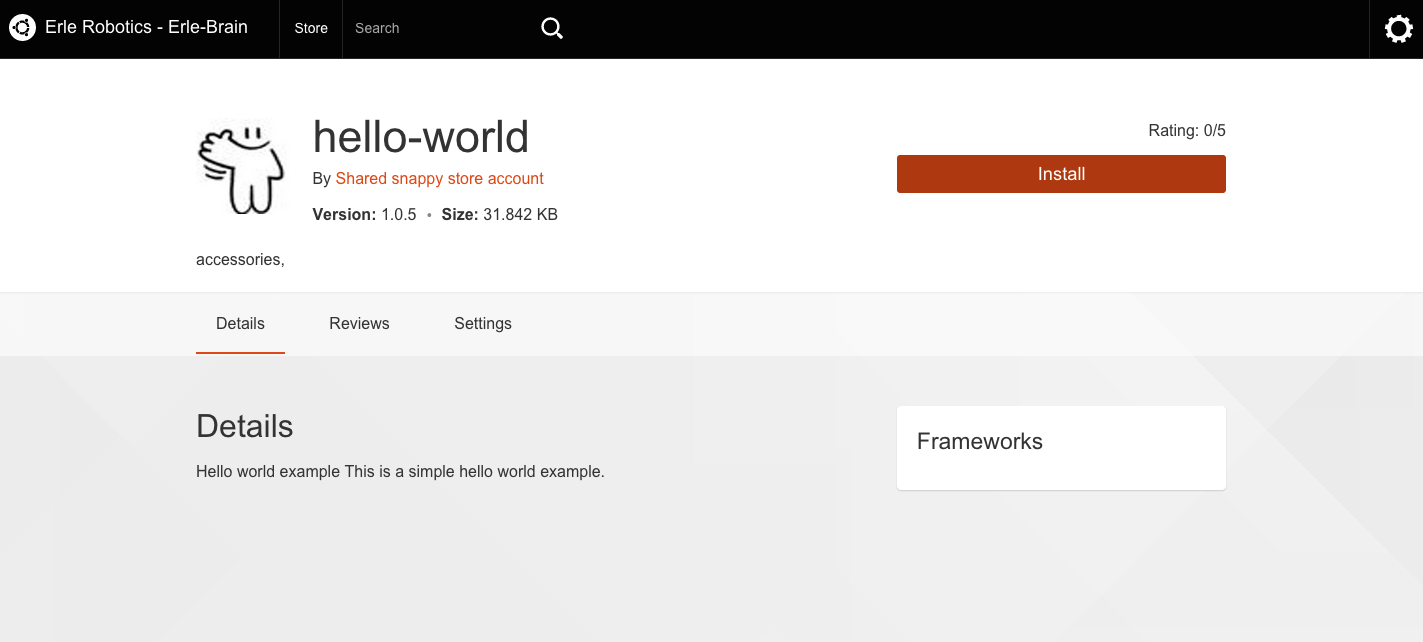 Erle Robotics - Erle-Brain Store Search
hello-world
By Shared snappy store account
Version: 1.0.5 • Size: 31.842 KB
Rating: 0/5
Install
accessories,
Details Reviews Settings
Details
Hello world example This is a simple hello world example.
Frameworks